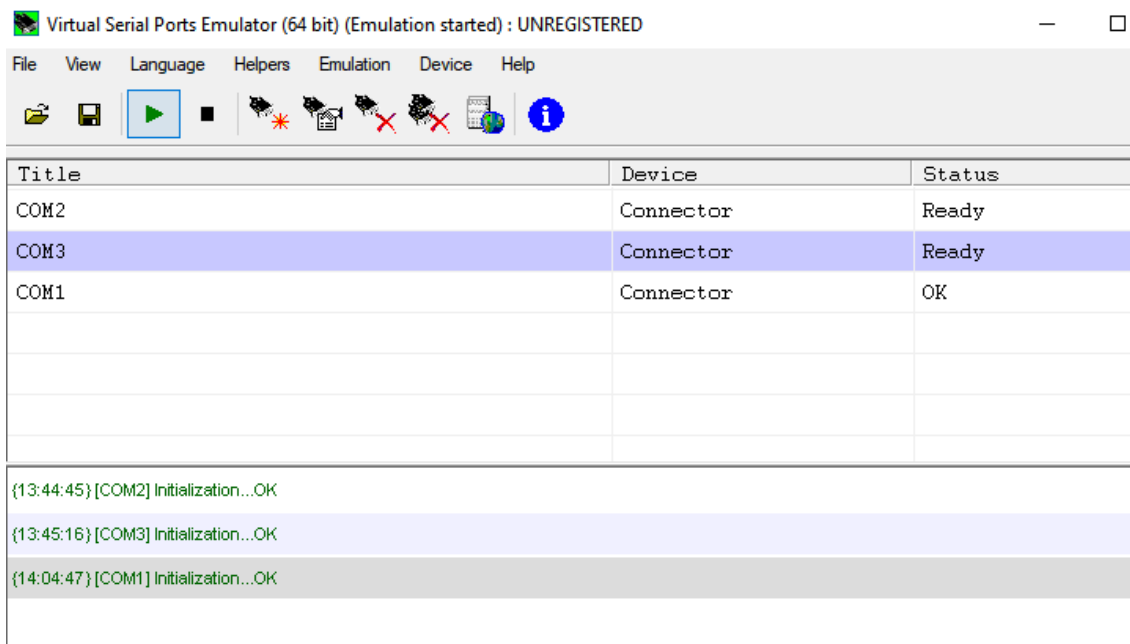 Virtual Serial Ports Emulator (64 bit) (Emulation started) : UNREGISTERED
File View Language Helpers Emulation Device Help
Title Device Status
COM2 Connector Ready
COM3 Connector Ready
COM1 Connector OK
{13:44:45} [COM2] Initialization...OK
{13:45:16} [COM3] Initialization...OK
{14:04:47} [COM1] Initialization...OK